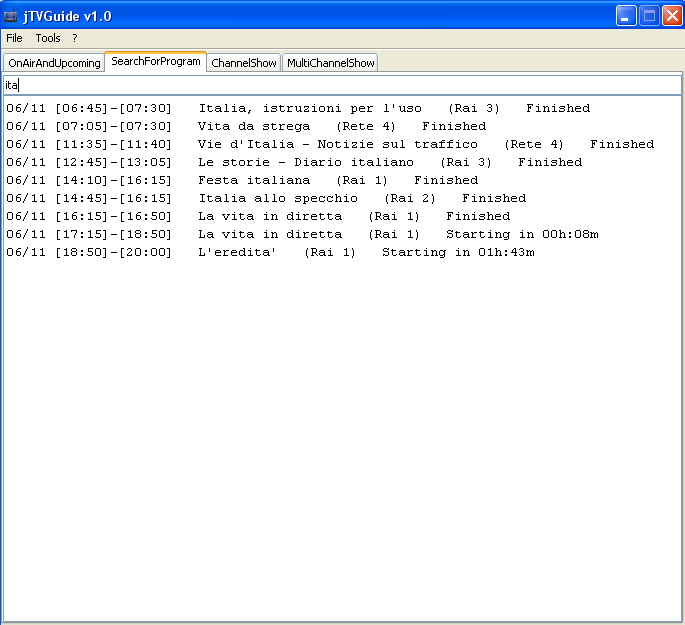 jTVGuide v1.0
File Tools ?
OnAirAndUpcoming SearchForProgram ChannelShow MultiChannelShow
ita
06/11 [06:45]-[07:30] Italia, istruzioni per l'uso (Rai 3) Finished
06/11 [07:05]-[07:30] Vita da strega (Rete 4) Finished
06/11 [11:35]-[11:40] Vie d'Italia - Notizie sul traffico (Rete 4) Finished
06/11 [12:45]-[13:05] Le storie - Diario italiano (Rai 3) Finished
06/11 [14:10]-[16:15] Festa italiana (Rai 1) Finished
06/11 [14:45]-[16:15] Italia allo specchio (Rai 2) Finished
06/11 [16:15]-[16:50] La vita in diretta (Rai 1) Finished
06/11 [17:15]-[18:50] La vita in diretta (Rai 1) Starting in 00h:08m
06/11 [18:50]-[20:00] L'eredita' (Rai 1) Starting in 01h:43m